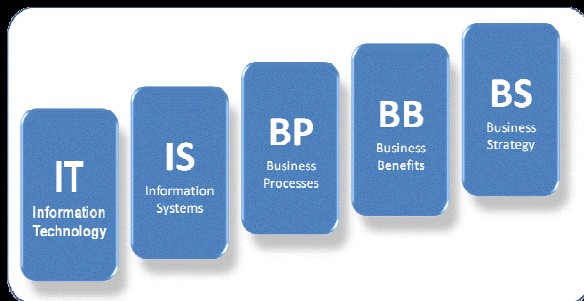 IT
Information
Technology
IS
Information
Systems
BP
Business
Processes
BB
Business
Benefits
BS
Business
Strategy